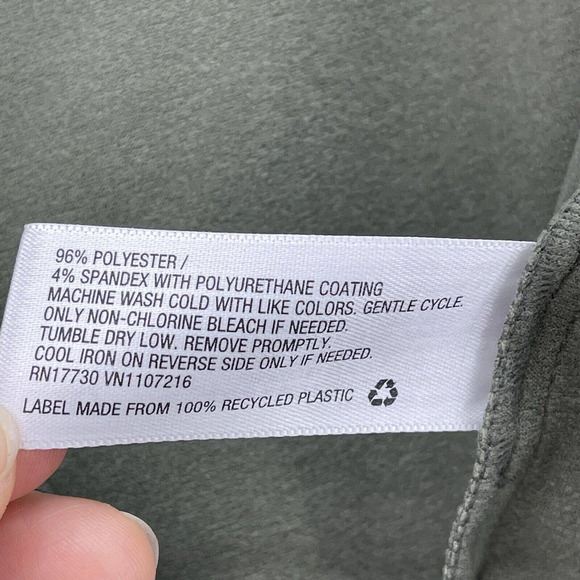 96% POLYESTER /
4% SPANDEX WITH POLYURETHANE COATING
MACHINE WASH COLD WITH LIKE COLORS. GENTLE CYCLE.
ONLY NON-CHLORINE BLEACH IF NEEDED.
TUMBLE DRY LOW. REMOVE PROMPTLY.
COOL IRON ON REVERSE SIDE ONLY IF NEEDED.
RN17730 VN1107216
LABEL MADE FROM 100% RECYCLED PLASTIC